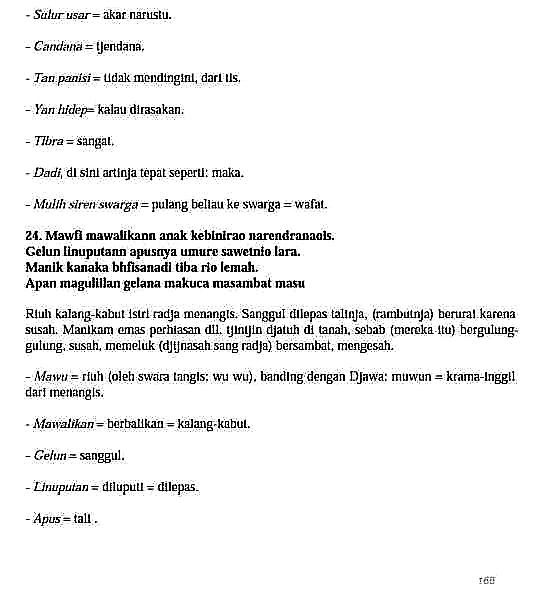 - Sulur usar = akar narustu.
- Candana = tjendana.
- Tan panisi = tidak mendingini, dari tis.
- Yan hidep= kalau dirasakan.
- Tibra = sangat.
- Dadi, di sini artinja tepat seperti: maka.
- Mulih siren swarga = pulang beliau ke swarga = wafat.
24. Mawu mawalikann anak kebinirao narendranaois.
Gelun linuputann apusnya umure sawetnio lara.
Manik kanaka bhfisanadi tiba rio lemah.
Apan magulilian gelana makuca masambat masu
Riuh kalang-kabut istri radja menangis. Sanggul dilepas talinja, (rambutnja) berurai karena
susah. Manikam emas perhiasan dll, tjintjin djatuh di tanah, sebab (mereka itu) bergulung-
gulung, susah, memeluk (djijnasah sang radja) bersambat, mengesah.
- Mawu = riuh (oleh swara tangis: wu wu), banding dengan Djawa: muwun = krama-inggil
dari menangis.
- Mawalikan = berbalikan = kalang-kabut.
- Gelun = sanggul.
- Linuputan = diluputi = dilepas.
- Apus = tali .
168